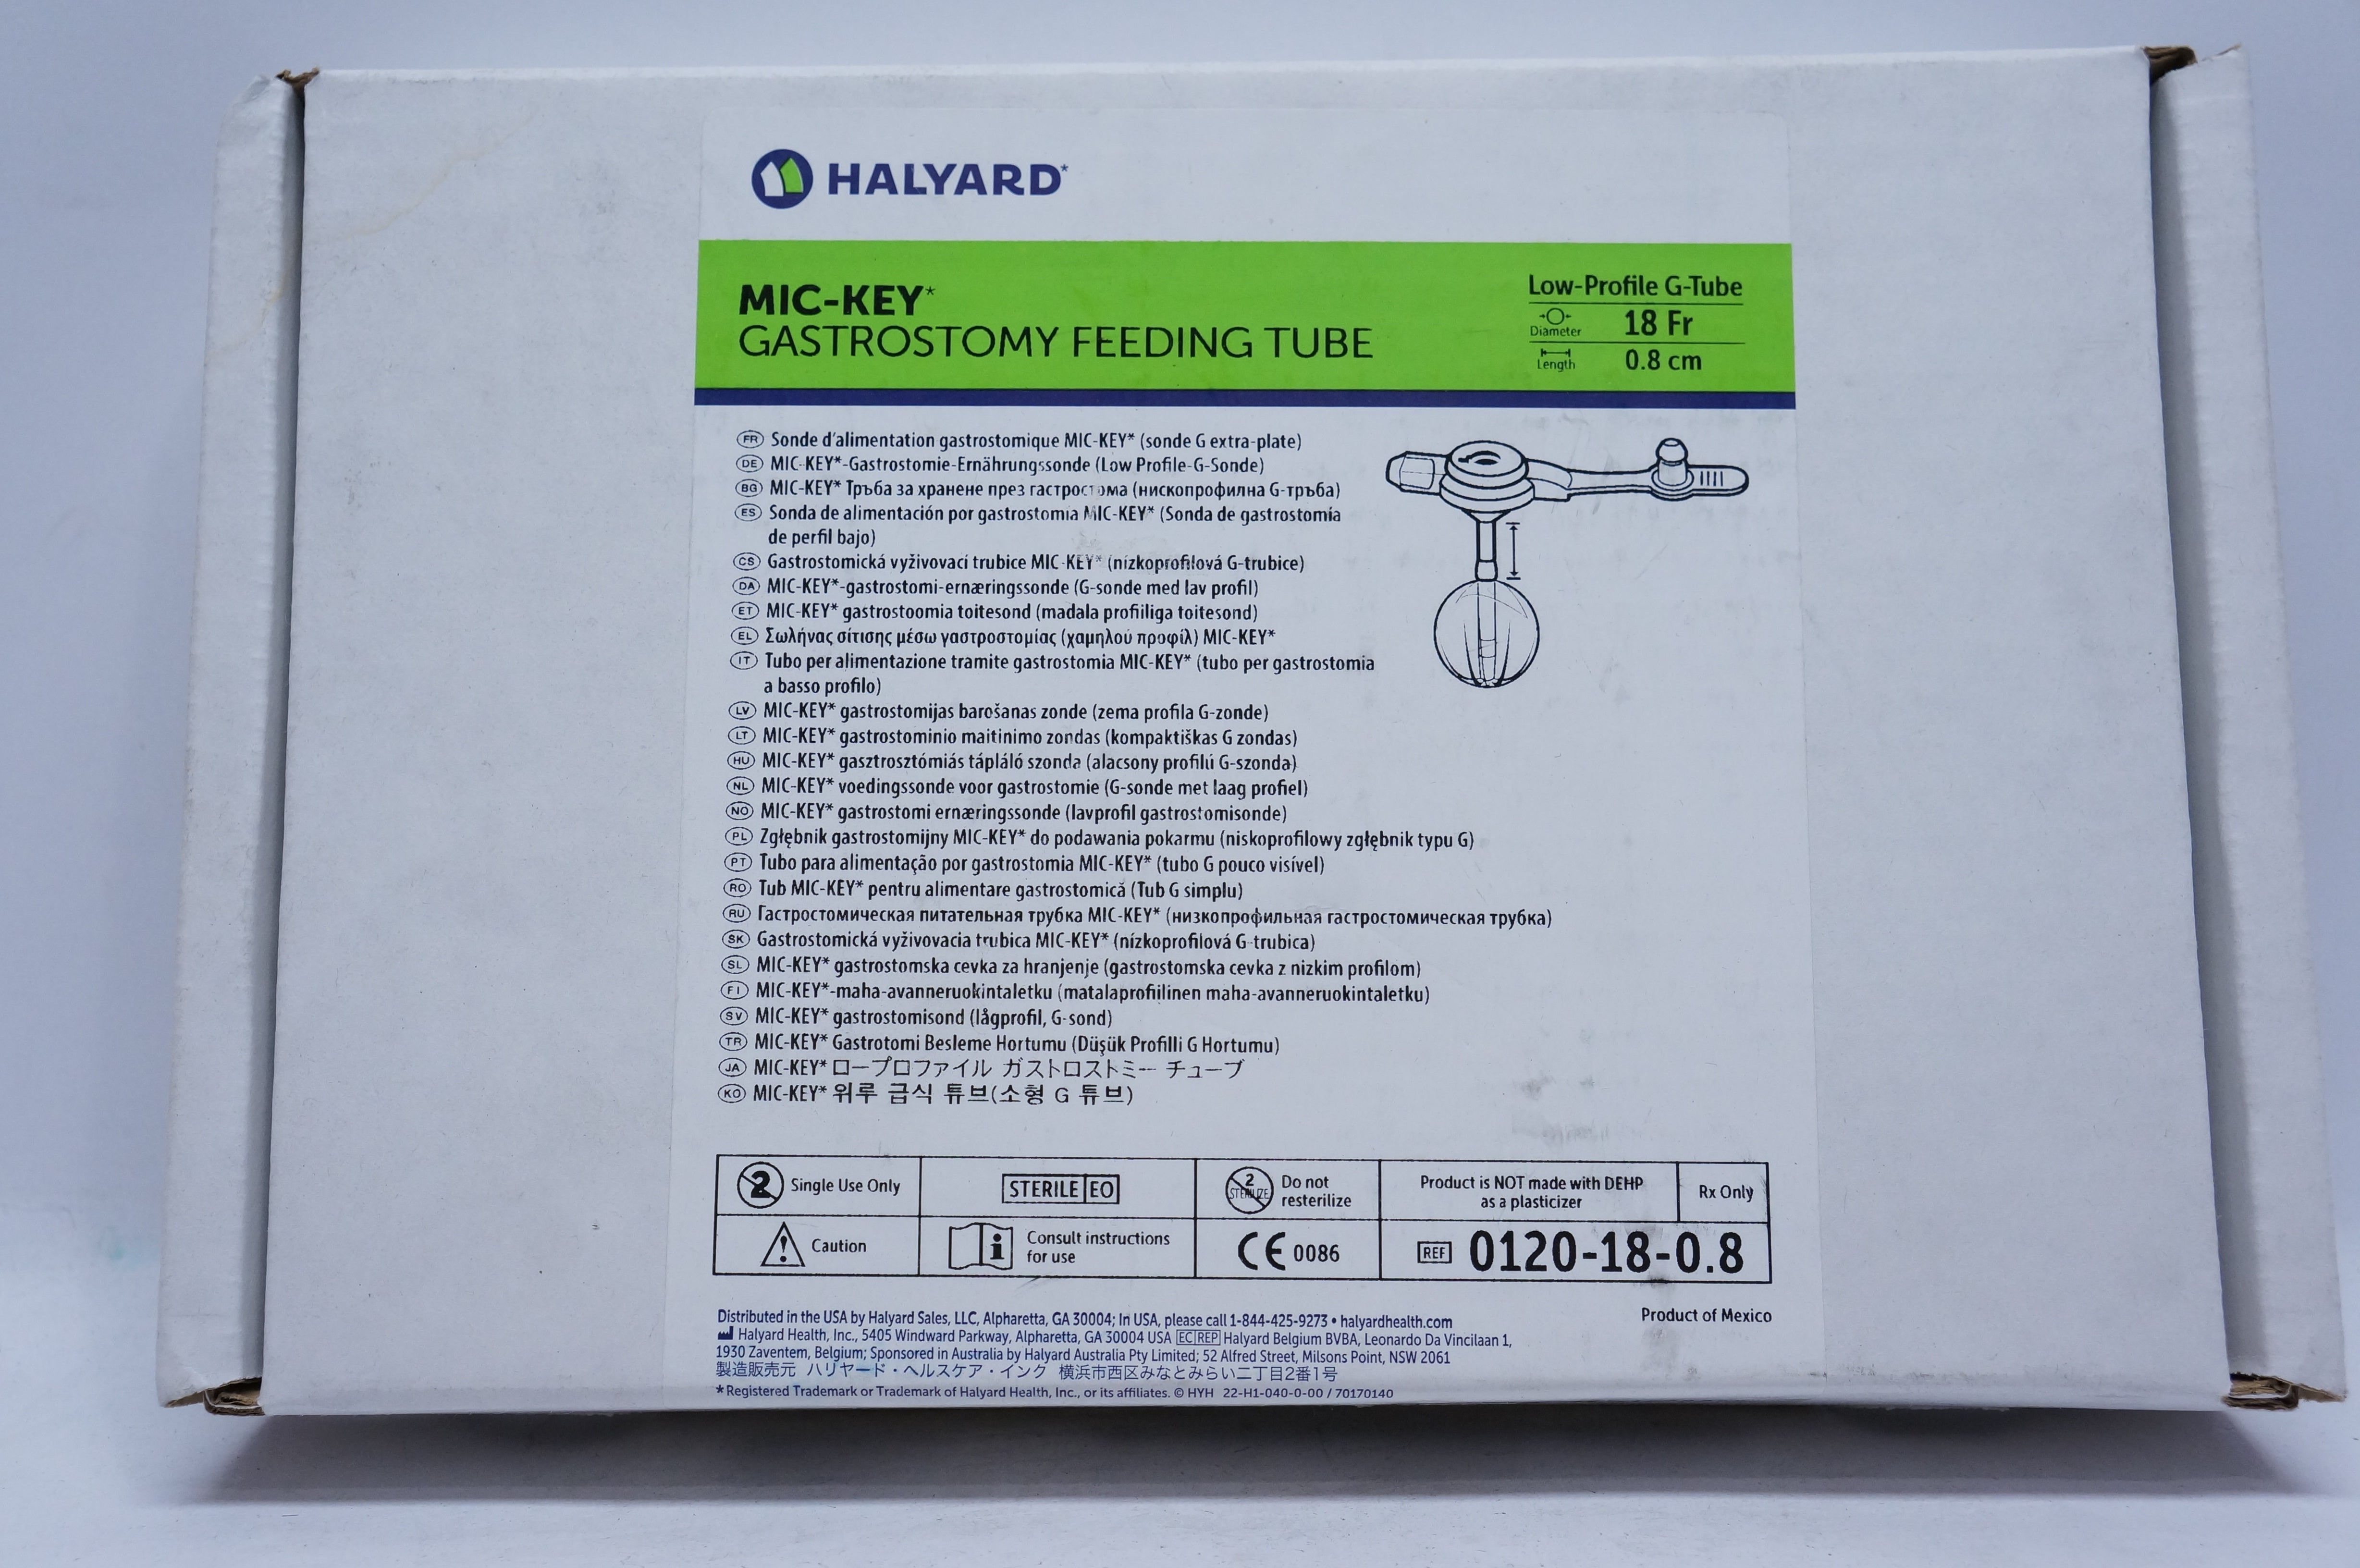 HALYARD*
MIC-KEY*
GASTROSTOMY FEEDING TUBE
Low-Profile G-Tube
Diameter 18 Fr
Length 0.8 cm
FR Sonde d'alimentation gastrostomique MIC-KEY* (sonde G extra-plate)
DE MIC-KEY*-Gastrostomie-Ernährungssonde (Low Profile-G-Sonde)
BG MIC-KEY* Тръба за хранене през гастростома (нископрофилна G-тръба)
ES Sonda de alimentación por gastrostomía MIC-KEY* (Sonda de gastrostomía
de perfil bajo)
CS Gastrostomická vyživovací trubice MIC-KEY* (nízkoprofilová G-trubice)
DA MIC-KEY*-gastrostomi-ernæringssonde (G-sonde med lav profil)
ET MIC-KEY* gastrostoomia toitesond (madala profiiliga toitesond)
EL Σωλήνας σίτισης μέσω γαστροστομίας (χαμηλού προφίλ) MIC-KEY*
IT Tubo per alimentazione tramite gastrostomia MIC-KEY* (tubo per gastrostomia
a basso profilo)
LV MIC-KEY* gastrostomijas barošanas zonde (zema profila G-zonde)
LT MIC-KEY* gastrostominio maitinimo zondas (kompaktiškas G zondas)
HU MIC-KEY* gasztrosztómiás tápláló szonda (alacsony profilú G-szonda)
NL MIC-KEY* voedingssonde voor gastrostomie (G-sonde met laag profiel)
NO MIC-KEY* gastrostomi ernæringssonde (lavprofil gastrostomisonde)
PL Zgłębnik gastrostomijny MIC-KEY* do podawania pokarmu (niskoprofilowy zgłębnik typu G)
PT Tubo para alimentação por gastrostomia MIC-KEY* (tubo G pouco visível)
RO Tub MIC-KEY* pentru alimentare gastrostomică (Tub G simplu)
RU Гастростомическая питательная трубка MIC-KEY* (низкопрофильная гастростомическая трубка)
SK Gastrostomická vyživovacia trubica MIC-KEY* (nízkoprofilová G-trubica)
SL MIC-KEY* gastrostomska cevka za hranjenje (gastrostomska cevka z nizkim profilom)
FI MIC-KEY*-maha-avanneruokintaletku (matalaprofiilinen maha-avanneruokintaletku)
SV MIC-KEY* gastrostomisond (lågprofil, G-sond)
TR MIC-KEY* Gastrotomi Besleme Hortumu (Düşük Profilli G Hortumu)
JA MIC-KEY* ロープロファイル ガストロストミー チューブ
KO MIC-KEY* 위루 급식 튜브(소형 G 튜브)
2 Single Use Only
STERILE EO
2 STERILIZE Do not
resterilize
Product is NOT made with DEHP
as a plasticizer
Rx Only
! Caution
i Consult instructions
for use
CE 0086
REF 0120-18-0.8
Distributed in the USA by Halyard Sales, LLC, Alpharetta, GA 30004; In USA, please call 1-844-425-9273 • halyardhealth.com
Product of Mexico
Halyard Health, Inc., 5405 Windward Parkway, Alpharetta, GA 30004 USA EC REP Halyard Belgium BVBA, Leonardo Da Vincilaan 1,
1930 Zaventem, Belgium; Sponsored in Australia by Halyard Australia Pty Limited; 52 Alfred Street, Milsons Point, NSW 2061
製造販売元 ハリヤード・ヘルスケア・インク 横浜市西区みなとみらい二丁目2番1号
*Registered Trademark or Trademark of Halyard Health, Inc., or its affiliates. © HYH 22-H1-040-0-00 / 70170140